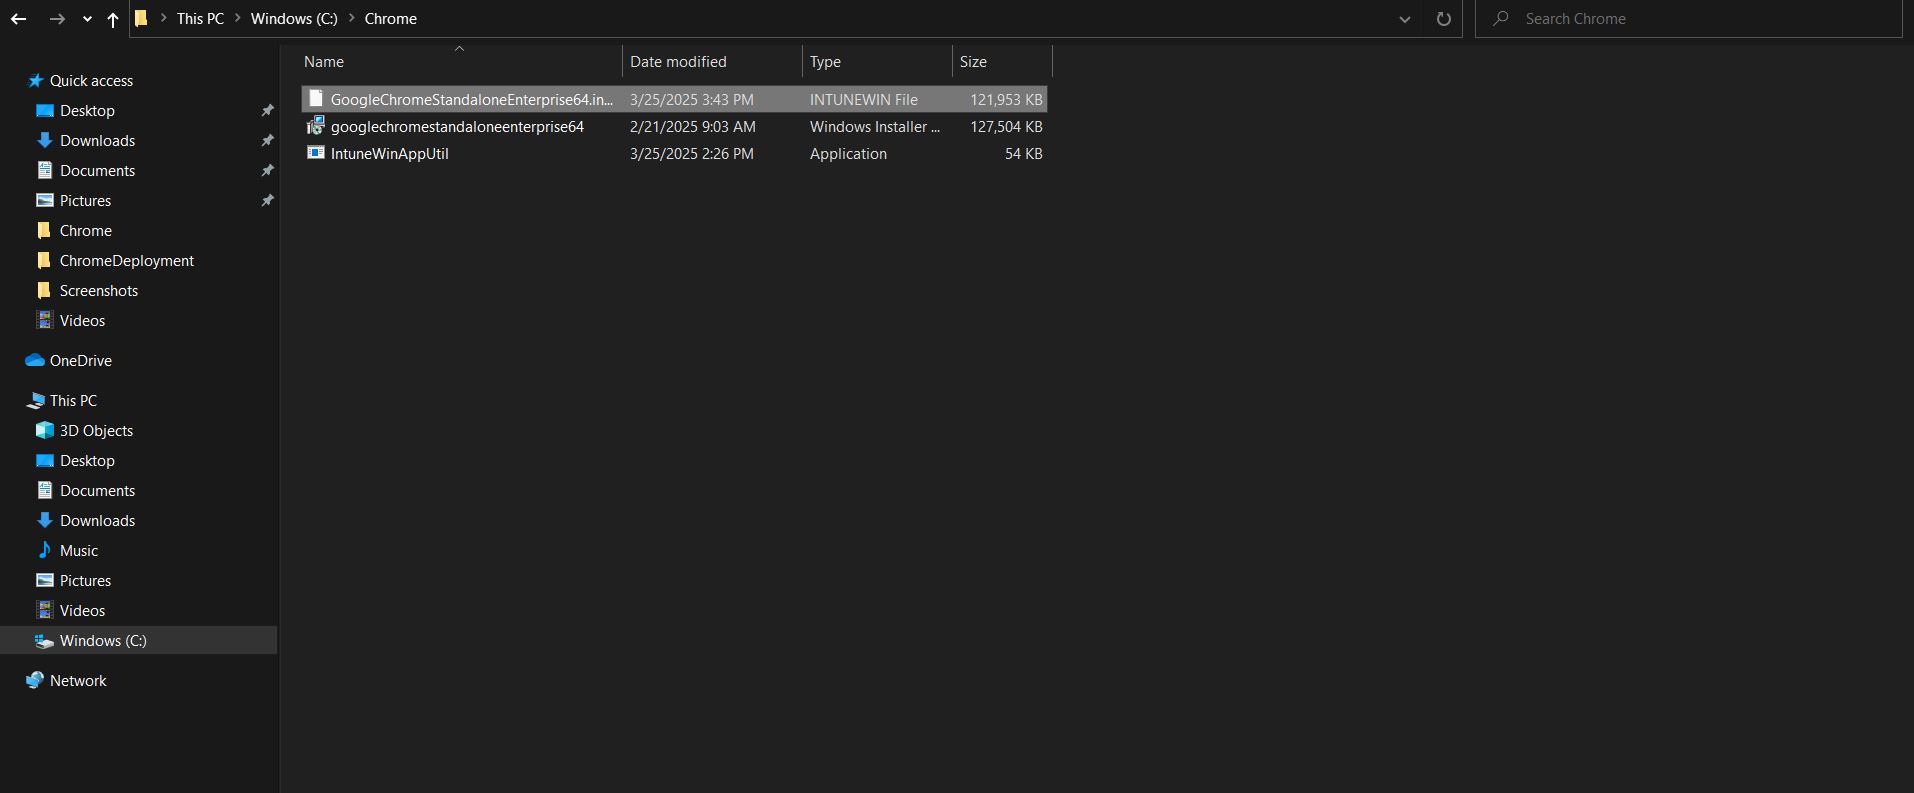 This PC > Windows (C:) > Chrome
Search Chrome
Name Date modified Type Size
GoogleChromeStandaloneEnterprise64.in... 3/25/2025 3:43 PM INTUNEWIN File 121,953 KB
googlechromestandaloneenterprise64 2/21/2025 9:03 AM Windows Installer ... 127,504 KB
IntuneWinAppUtil 3/25/2025 2:26 PM Application 54 KB
Quick access
Desktop
Downloads
Documents
Pictures
Chrome
ChromeDeployment
Screenshots
Videos
OneDrive
This PC
3D Objects
Desktop
Documents
Downloads
Music
Pictures
Videos
Windows (C:)
Network